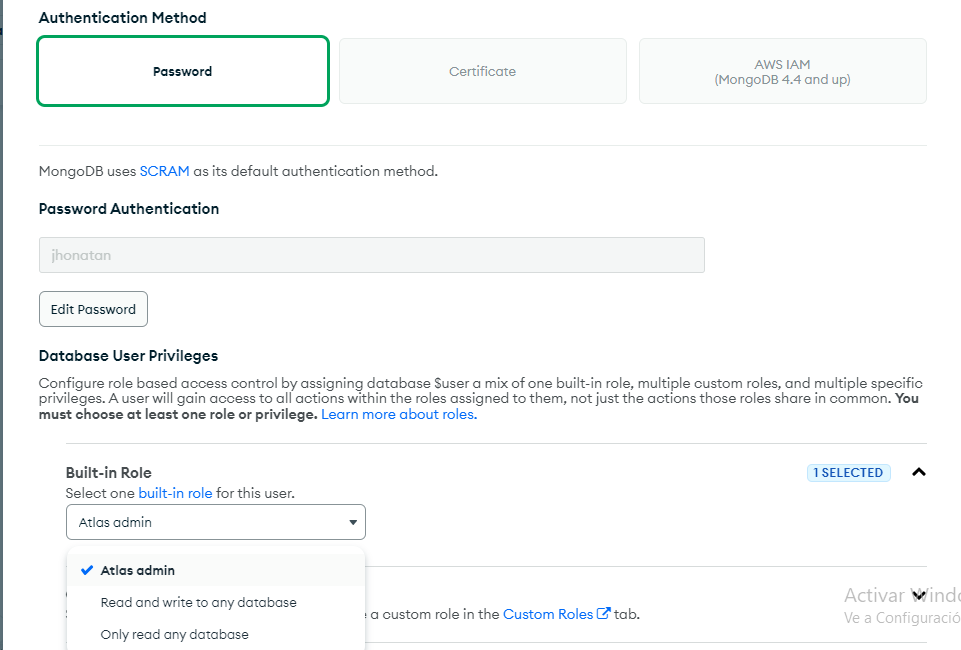 Authentication Method
Password
Certificate
AWS IAM
(MongoDB 4.4 and up)
MongoDB uses SCRAM as its default authentication method.
Password Authentication
jhonatan
Edit Password
Database User Privileges
Configure role based access control by assigning database $user a mix of one built-in role, multiple custom roles, and multiple specific
privileges. A user will gain access to all actions within the roles assigned to them, not just the actions those roles share in common. You
must choose at least one role or privilege. Learn more about roles.
Built-in Role
1 SELECTED
Select one built-in role for this user.
Atlas admin
Atlas admin
Read and write to any database
a custom role in the Custom Roles tab.
Only read any database
Activar Windo
Ve a Configuració